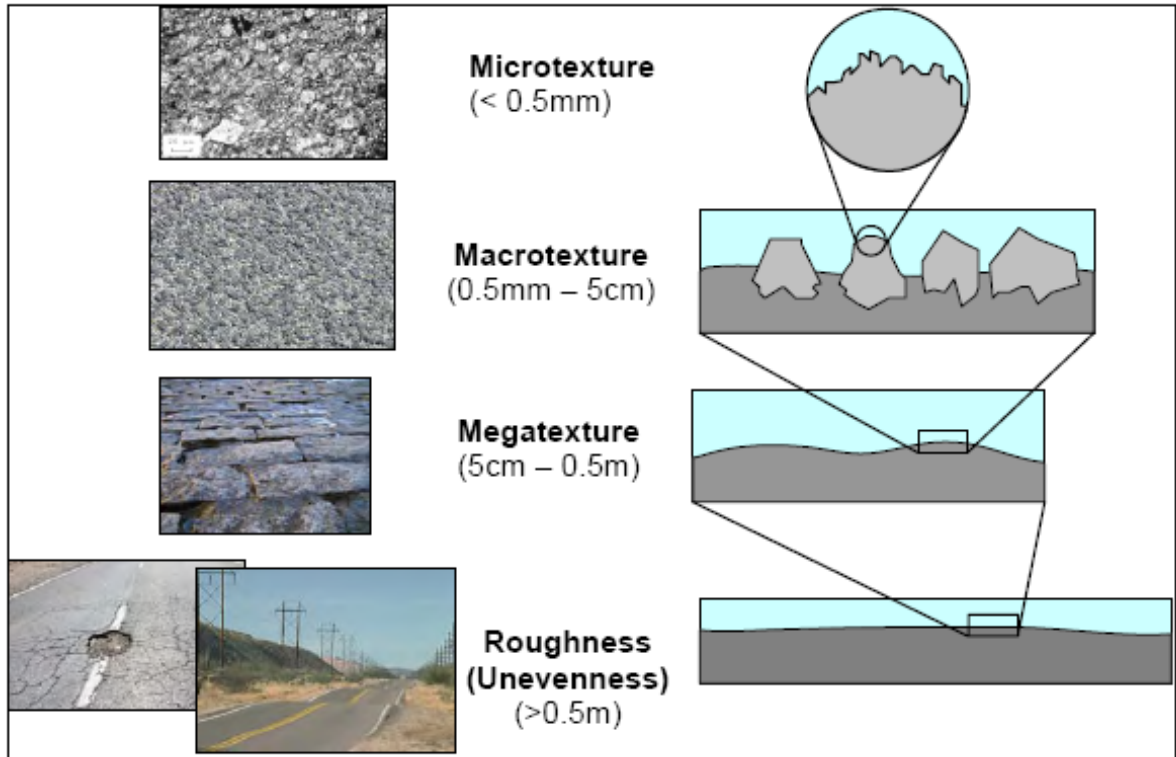 Microtexture
(< 0.5mm)
Macrotexture
(0.5mm – 5cm)
Megatexture
(5cm – 0.5m)
Roughness
(Unevenness)
(>0.5m)